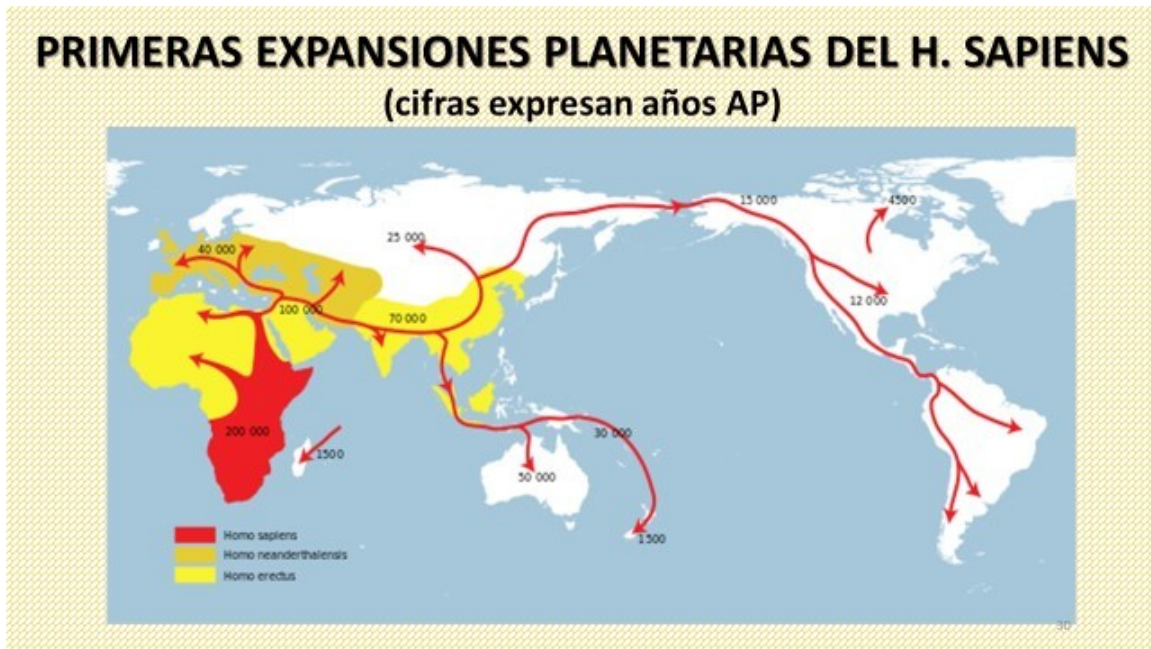 PRIMERAS EXPANSIONES PLANETARIAS DEL H. SAPIENS
(cifras expresan años AP)
15 000
4500
25 000
40 000
12 000
100 000
70 000
200 000
30 000
1500
50 000
1500
Homo sapiens
Homo neanderthalensis
Homo erectus
30